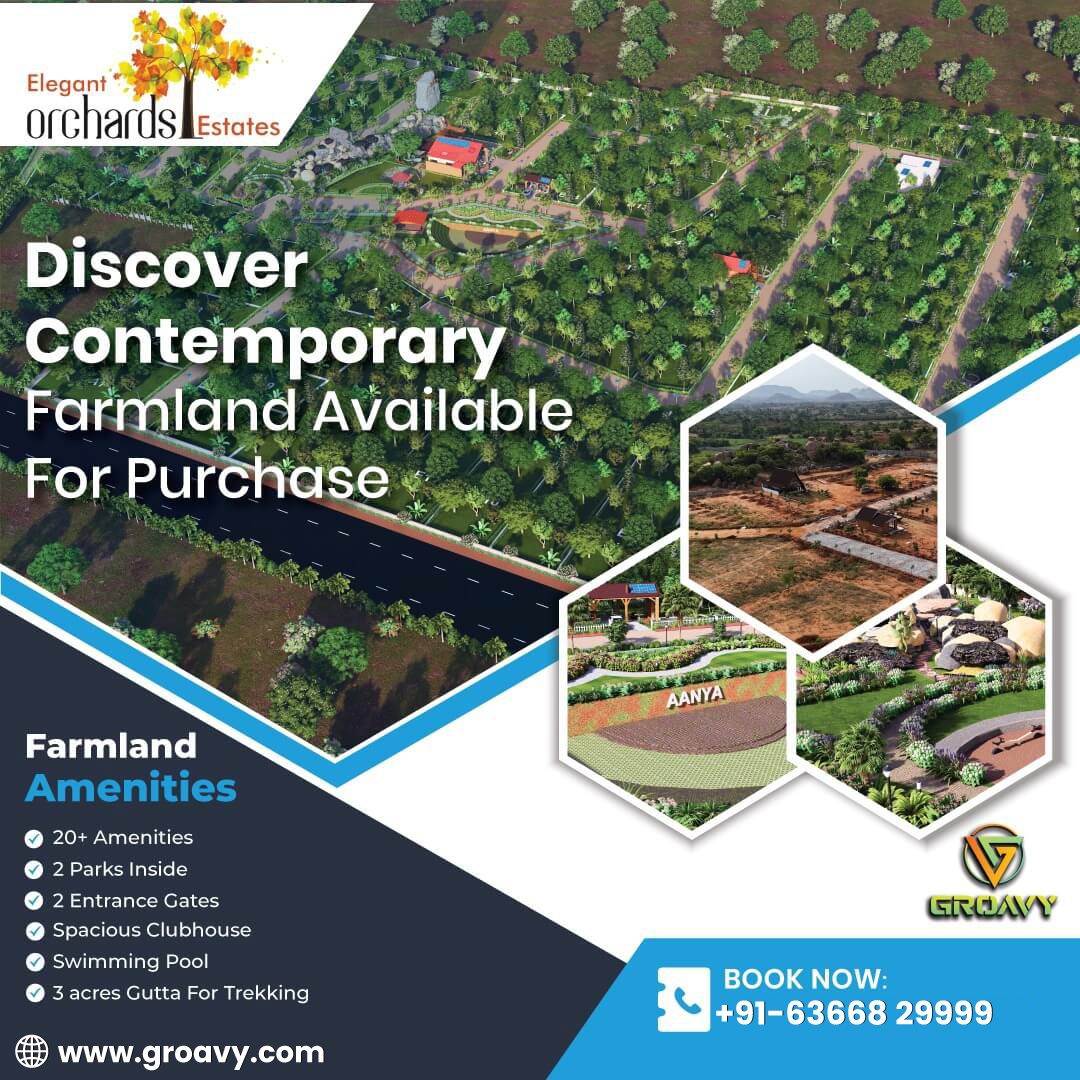 Elegant
orchards
Estates
Discover
Contemporary
Farmland Available
For Purchase
AANYA
Farmland
Amenities
20+ Amenities
2 Parks Inside
2 Entrance Gates
Spacious Clubhouse
Swimming Pool
3 acres Gutta For Trekking
GROAVY
BOOK NOW:
+91-63668 29999
www.groavy.com